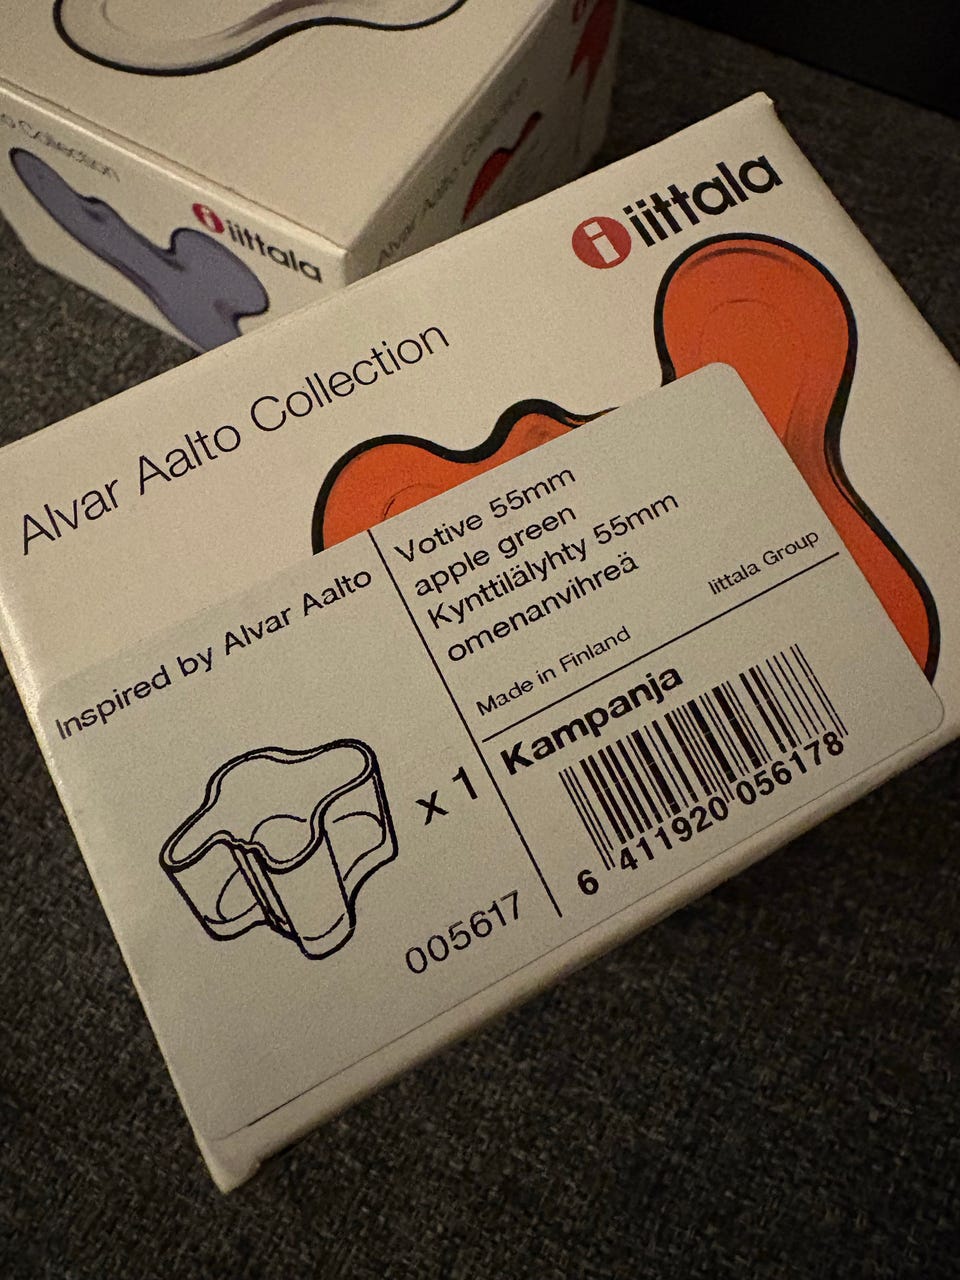 o Collection
iittala
Alvar Aalto Collection
i iittala
Alvar Aalto Collection
Inspired by Alvar Aalto
x 1
005617
Votive 55mm
apple green
Kynttilälyhty 55mm
omenanvihreä
Iittala Group
Made in Finland
Kampanja
6 411920 056178